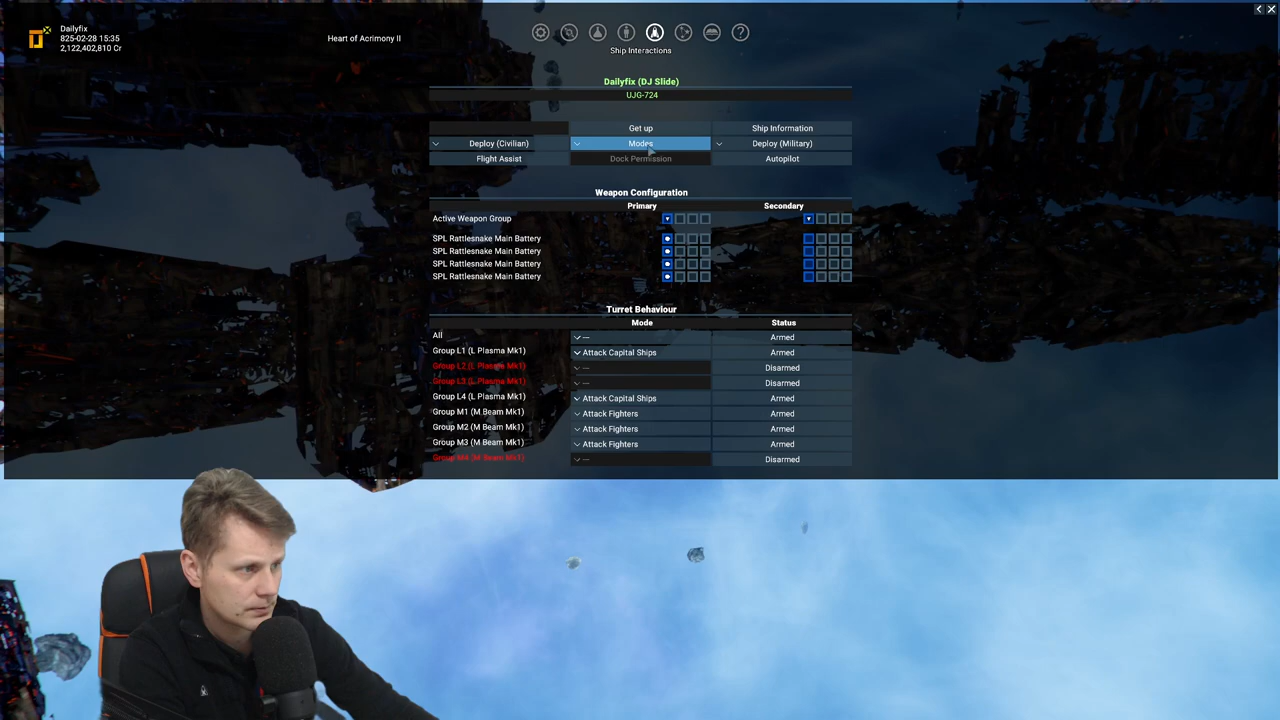 Dailyfix
825-02-28 15:35
2,122,402,810 Cr
Heart of Acrimony II
Ship Interactions
Dailyfix (DJ Slide)
UJG-724
Get up
Ship Information
Deploy (Civilian)
Modes
Deploy (Military)
Flight Assist
Dock Permission
Autopilot
Weapon Configuration
Primary
Secondary
Active Weapon Group
SPL Rattlesnake Main Battery
SPL Rattlesnake Main Battery
SPL Rattlesnake Main Battery
SPL Rattlesnake Main Battery
Turret Behaviour
Mode
Status
All
---
Armed
Group L1 (L Plasma Mk1)
Attack Capital Ships
Armed
Group L2 (L Plasma Mk1)
---
Disarmed
Group L3 (L Plasma Mk1)
---
Disarmed
Group L4 (L Plasma Mk1)
Attack Capital Ships
Armed
Group M1 (M Beam Mk1)
Attack Fighters
Armed
Group M2 (M Beam Mk1)
Attack Fighters
Armed
Group M3 (M Beam Mk1)
Attack Fighters
Armed
Group M4 (M Beam Mk1)
---
Disarmed